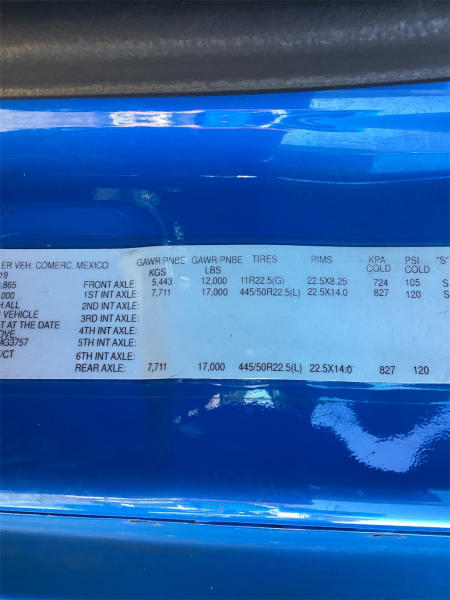 ER VEH. COMERC. MEXICO GAWR/PNBE GAWR/PNBE TIRES RIMS KPA PSI "S"
19 KGS LBS COLD COLD
.865 FRONT AXLE: 5,443 12,000 11R22.5(G) 22.5X8.25 724 105 S
.000 1ST INT AXLE: 7,711 17,000 445/50R22.5(L) 22.5X14.0 827 120 S
H ALL 2ND INT AXLE:
VEHICLE 3RD INT AXLE:
T AT THE DATE 4TH INT AXLE:
OVE
MG3757 5TH INT AXLE:
/CT 6TH INT AXLE:
REAR AXLE: 7,711 17,000 445/50R22.5(L) 22.5X14.0 827 120 S